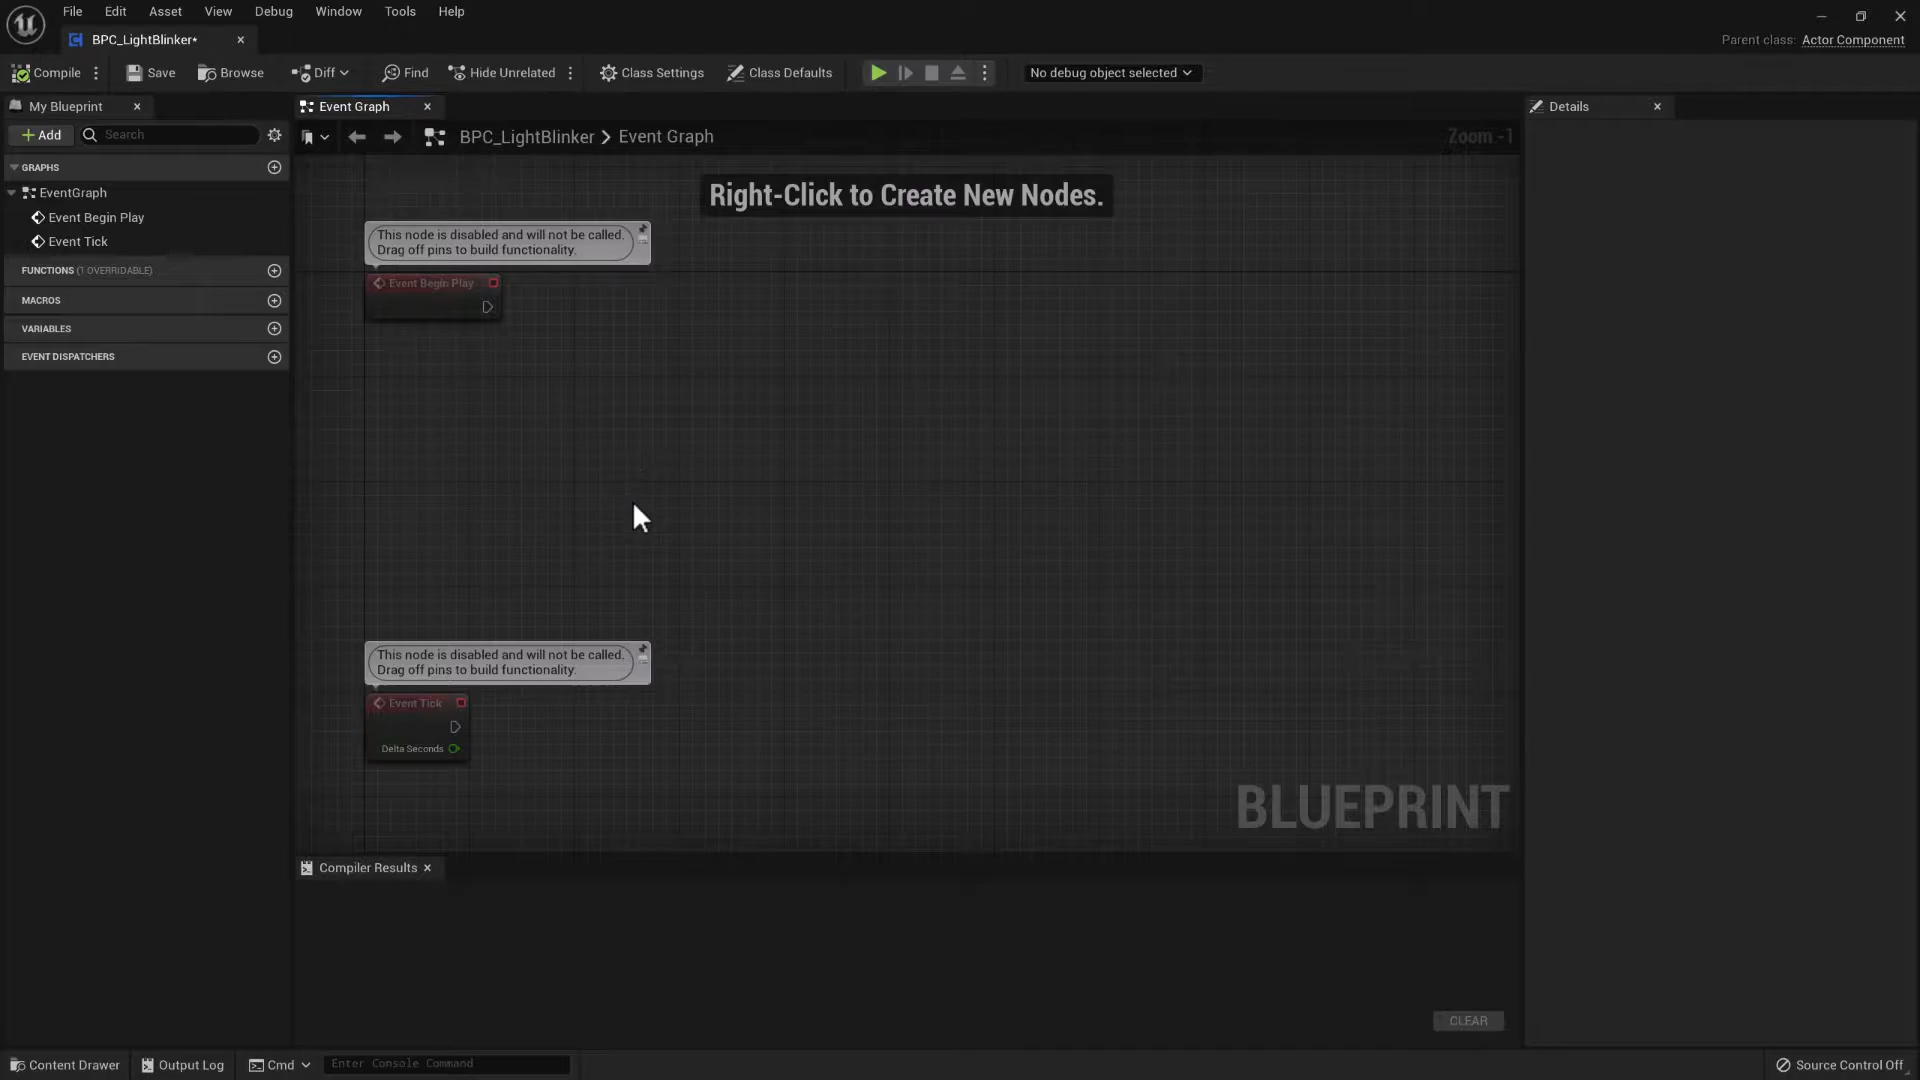 File Edit Asset View Debug Window Tools Help
BPC_LightBlinker*
Parent class: Actor Component
Compile Save Browse Diff Find Hide Unrelated Class Settings Class Defaults No debug object selected
My Blueprint
Event Graph
Details
Add Search
BPC_LightBlinker > Event Graph
Zoom -1
GRAPHS
EventGraph
Event Begin Play
Event Tick
FUNCTIONS (1 OVERRIDABLE)
MACROS
VARIABLES
EVENT DISPATCHERS
Right-Click to Create New Nodes.
This node is disabled and will not be called.
Drag off pins to build functionality.
Event Begin Play
This node is disabled and will not be called.
Drag off pins to build functionality.
Event Tick
Delta Seconds
BLUEPRINT
Compiler Results
CLEAR
Content Drawer Output Log Cmd Enter Console Command Source Control Off